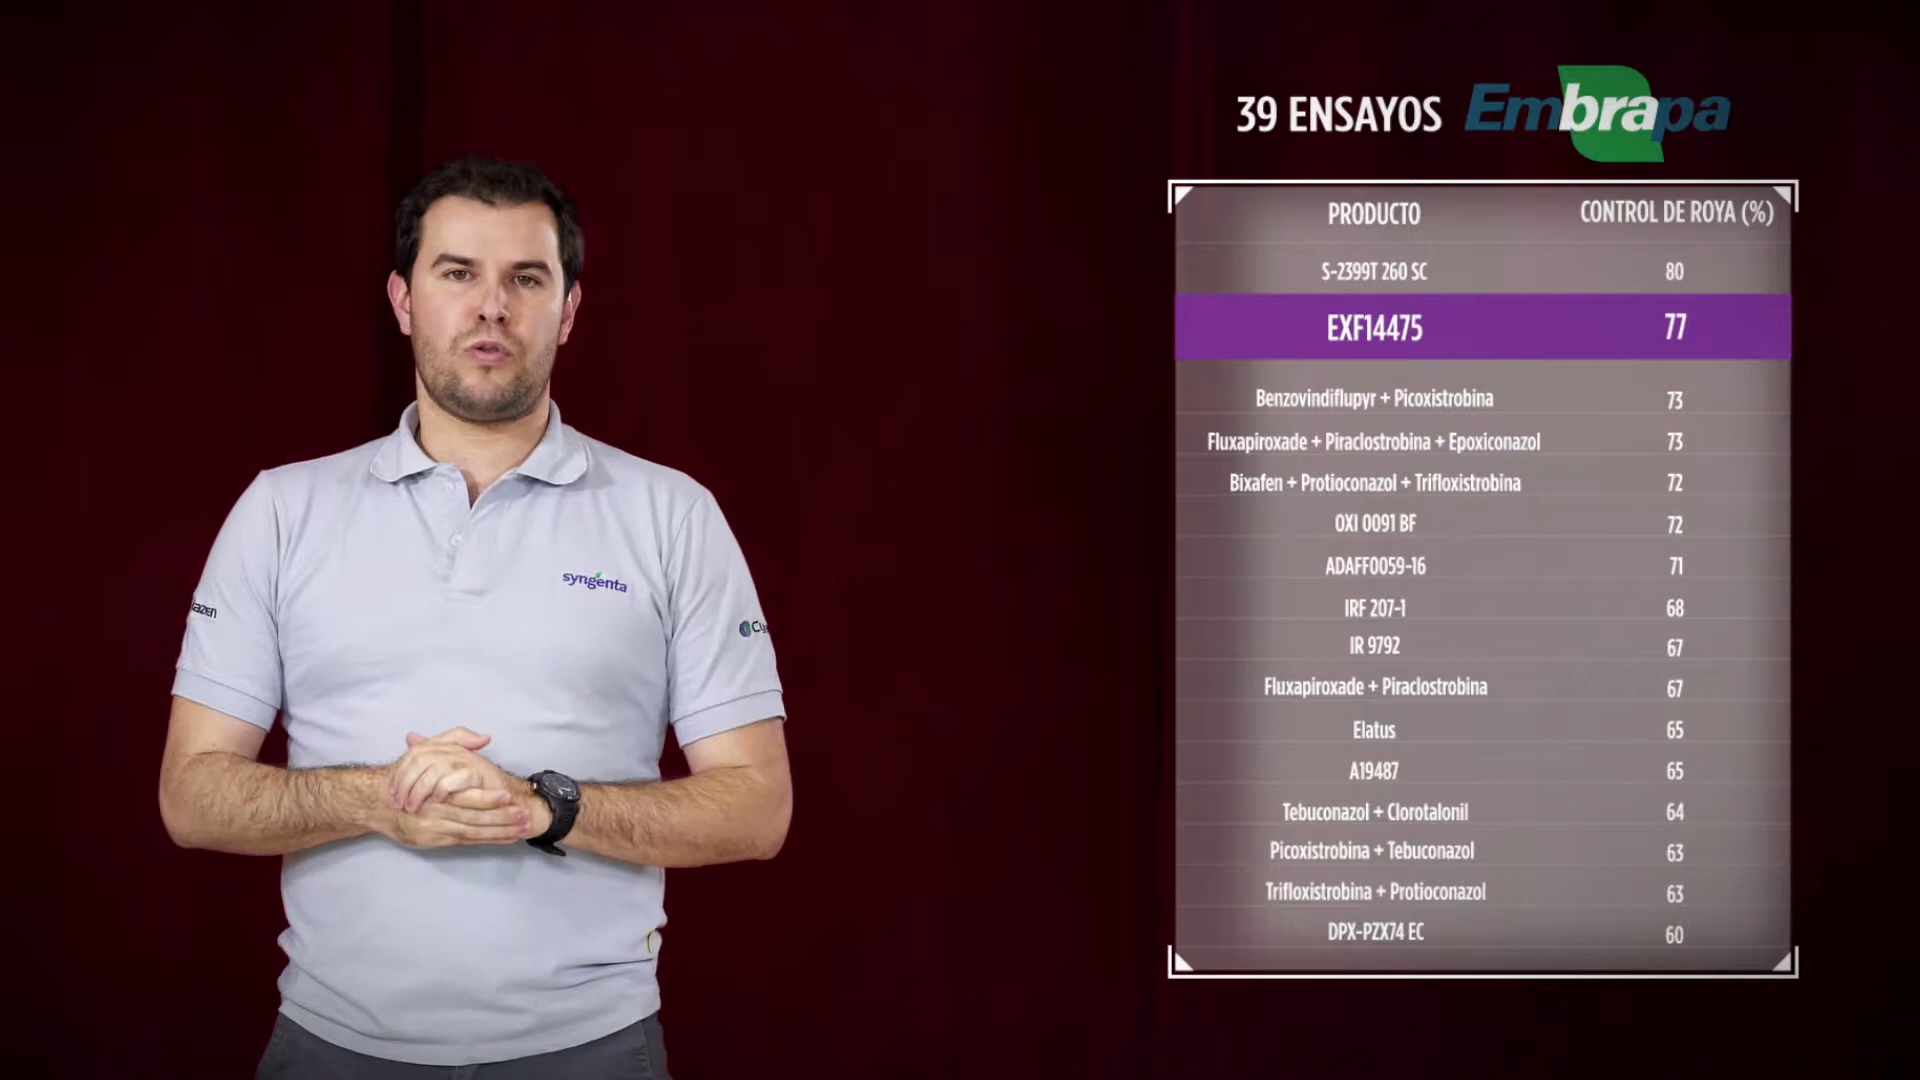 39 ENSAYOS Embrapa
PRODUCTO CONTROL DE ROYA (%)
S-2399T 260 SC 80
EXF14475 77
Benzovindiflupyr + Picoxistrobina 73
Fluxapiroxade + Piraclostrobina + Epoxiconazol 73
Bixafen + Protioconazol + Trifloxistrobina 72
OXI 0091 BF 72
ADAFF0059-16 71
IRF 207-1 68
IR 9792 67
Fluxapiroxade + Piraclostrobina 67
Elatus 65
A19487 65
Tebuconazol + Clorotalonil 64
Picoxistrobina + Tebuconazol 63
Trifloxistrobina + Protioconazol 63
DPX-PZX74 EC 60
syngenta